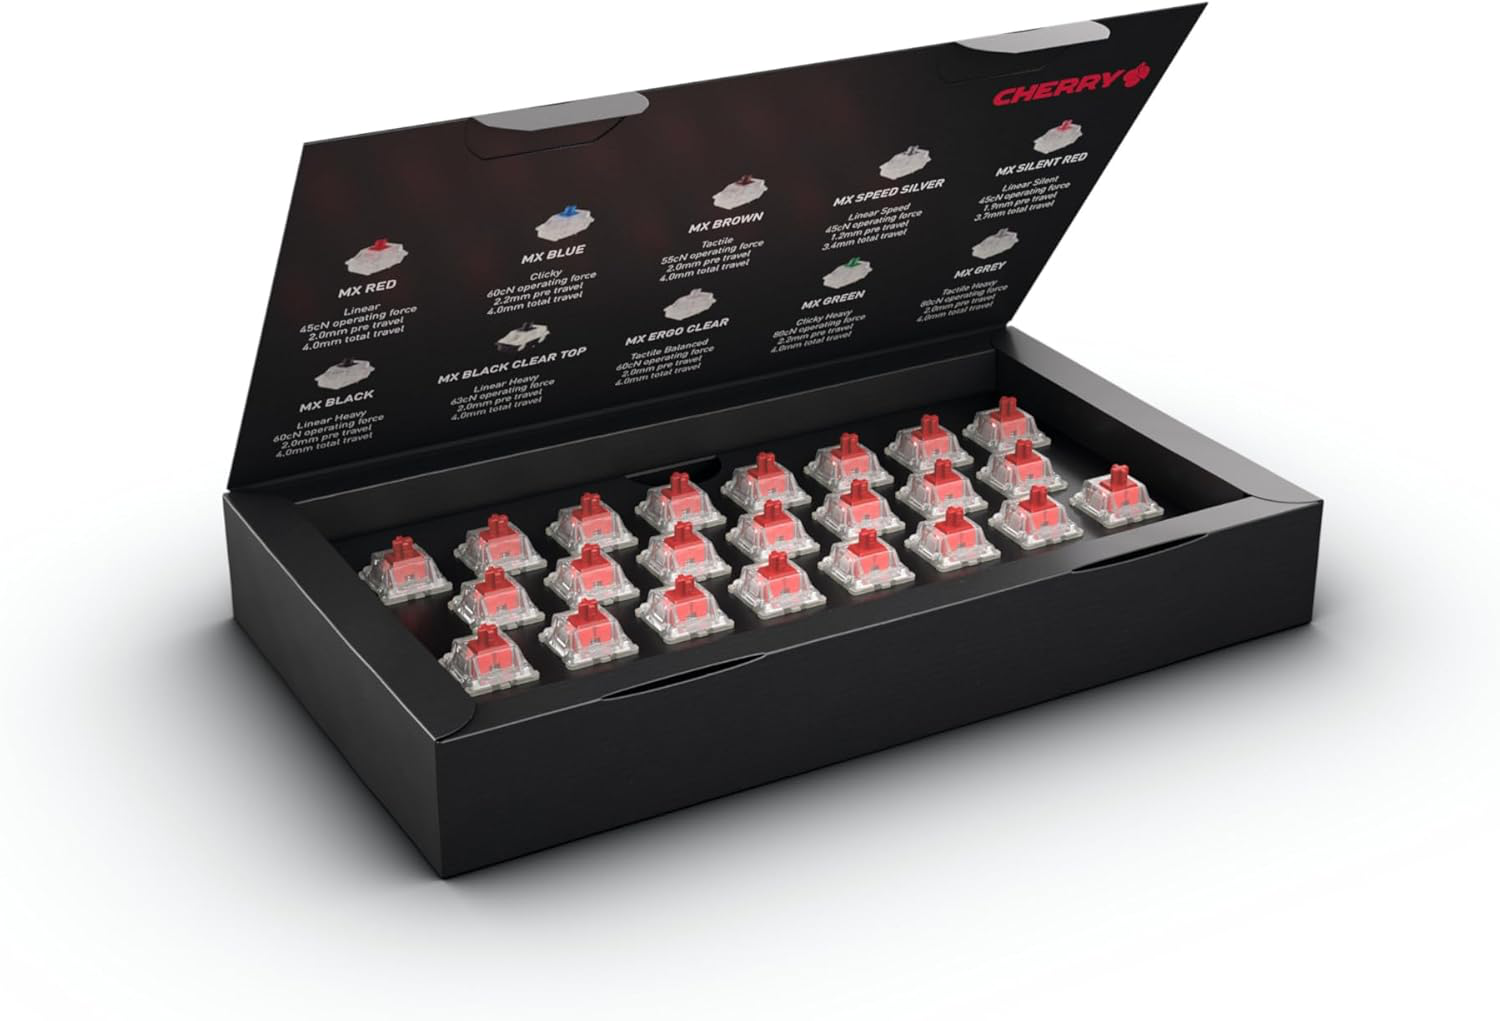 CHERRY
MX RED
Linear
45cN operating force
2.0mm pre travel
4.0mm total travel
MX BLUE
Clicky
60cN operating force
2.2mm pre travel
4.0mm total travel
MX BROWN
Tactile
55cN operating force
2.0mm pre travel
4.0mm total travel
MX SPEED SILVER
Linear Speed
45cN operating force
1.2mm pre travel
3.4mm total travel
MX SILENT RED
Linear Silent
45cN operating force
1.9mm pre travel
3.7mm total travel
MX BLACK
Linear Heavy
60cN operating force
2.0mm pre travel
4.0mm total travel
MX BLACK CLEAR TOP
Linear Heavy
63cN operating force
2.0mm pre travel
4.0mm total travel
MX ERGO CLEAR
Tactile Balanced
60cN operating force
2.0mm pre travel
4.0mm total travel
MX GREEN
Clicky Heavy
80cN operating force
2.2mm pre travel
4.0mm total travel
MX GREY
Tactile Heavy
80cN operating force
2.0mm pre travel
4.0mm total travel